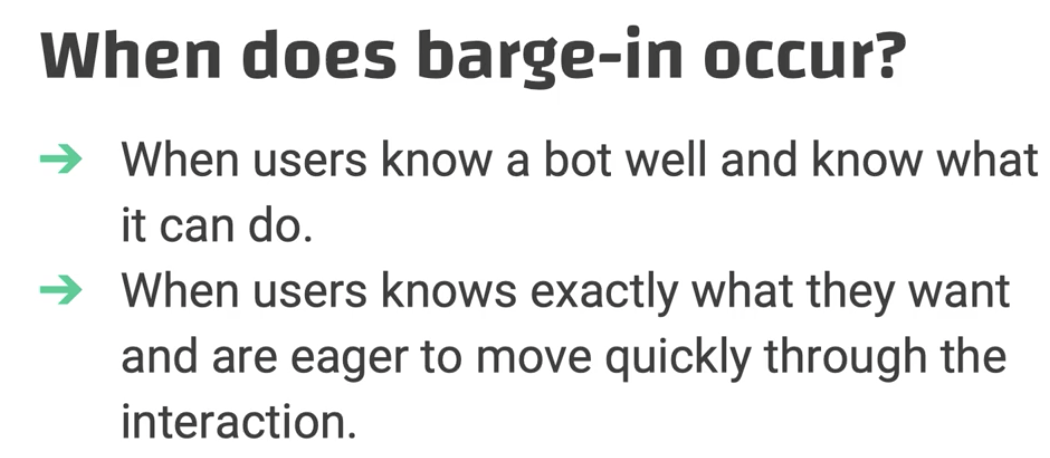 When does barge-in occur?
➔ When users know a bot well and know what
it can do.
➔ When users knows exactly what they want
and are eager to move quickly through the
interaction.